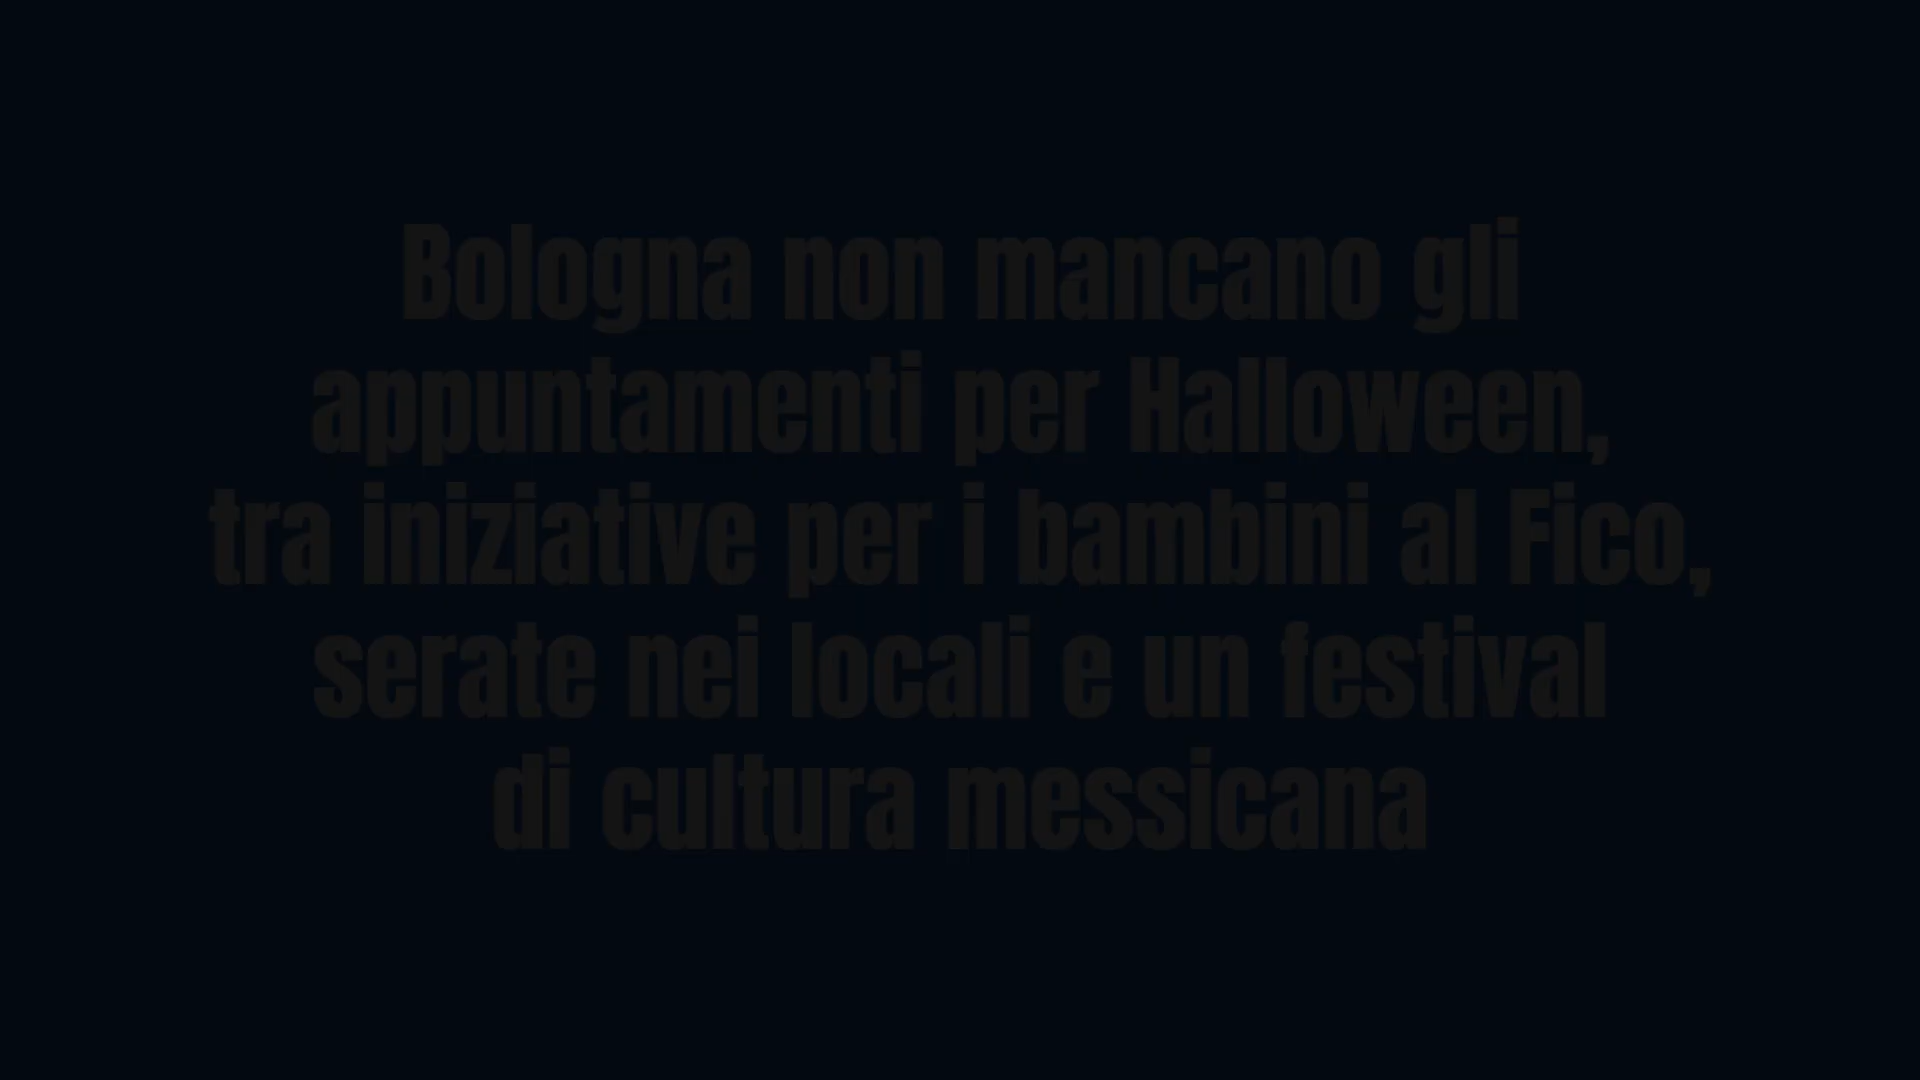 Bologna non mancano gli
appuntamenti per Halloween,
tra iniziative per i bambini al Fico,
serate nei locali e un festival
di cultura messicana